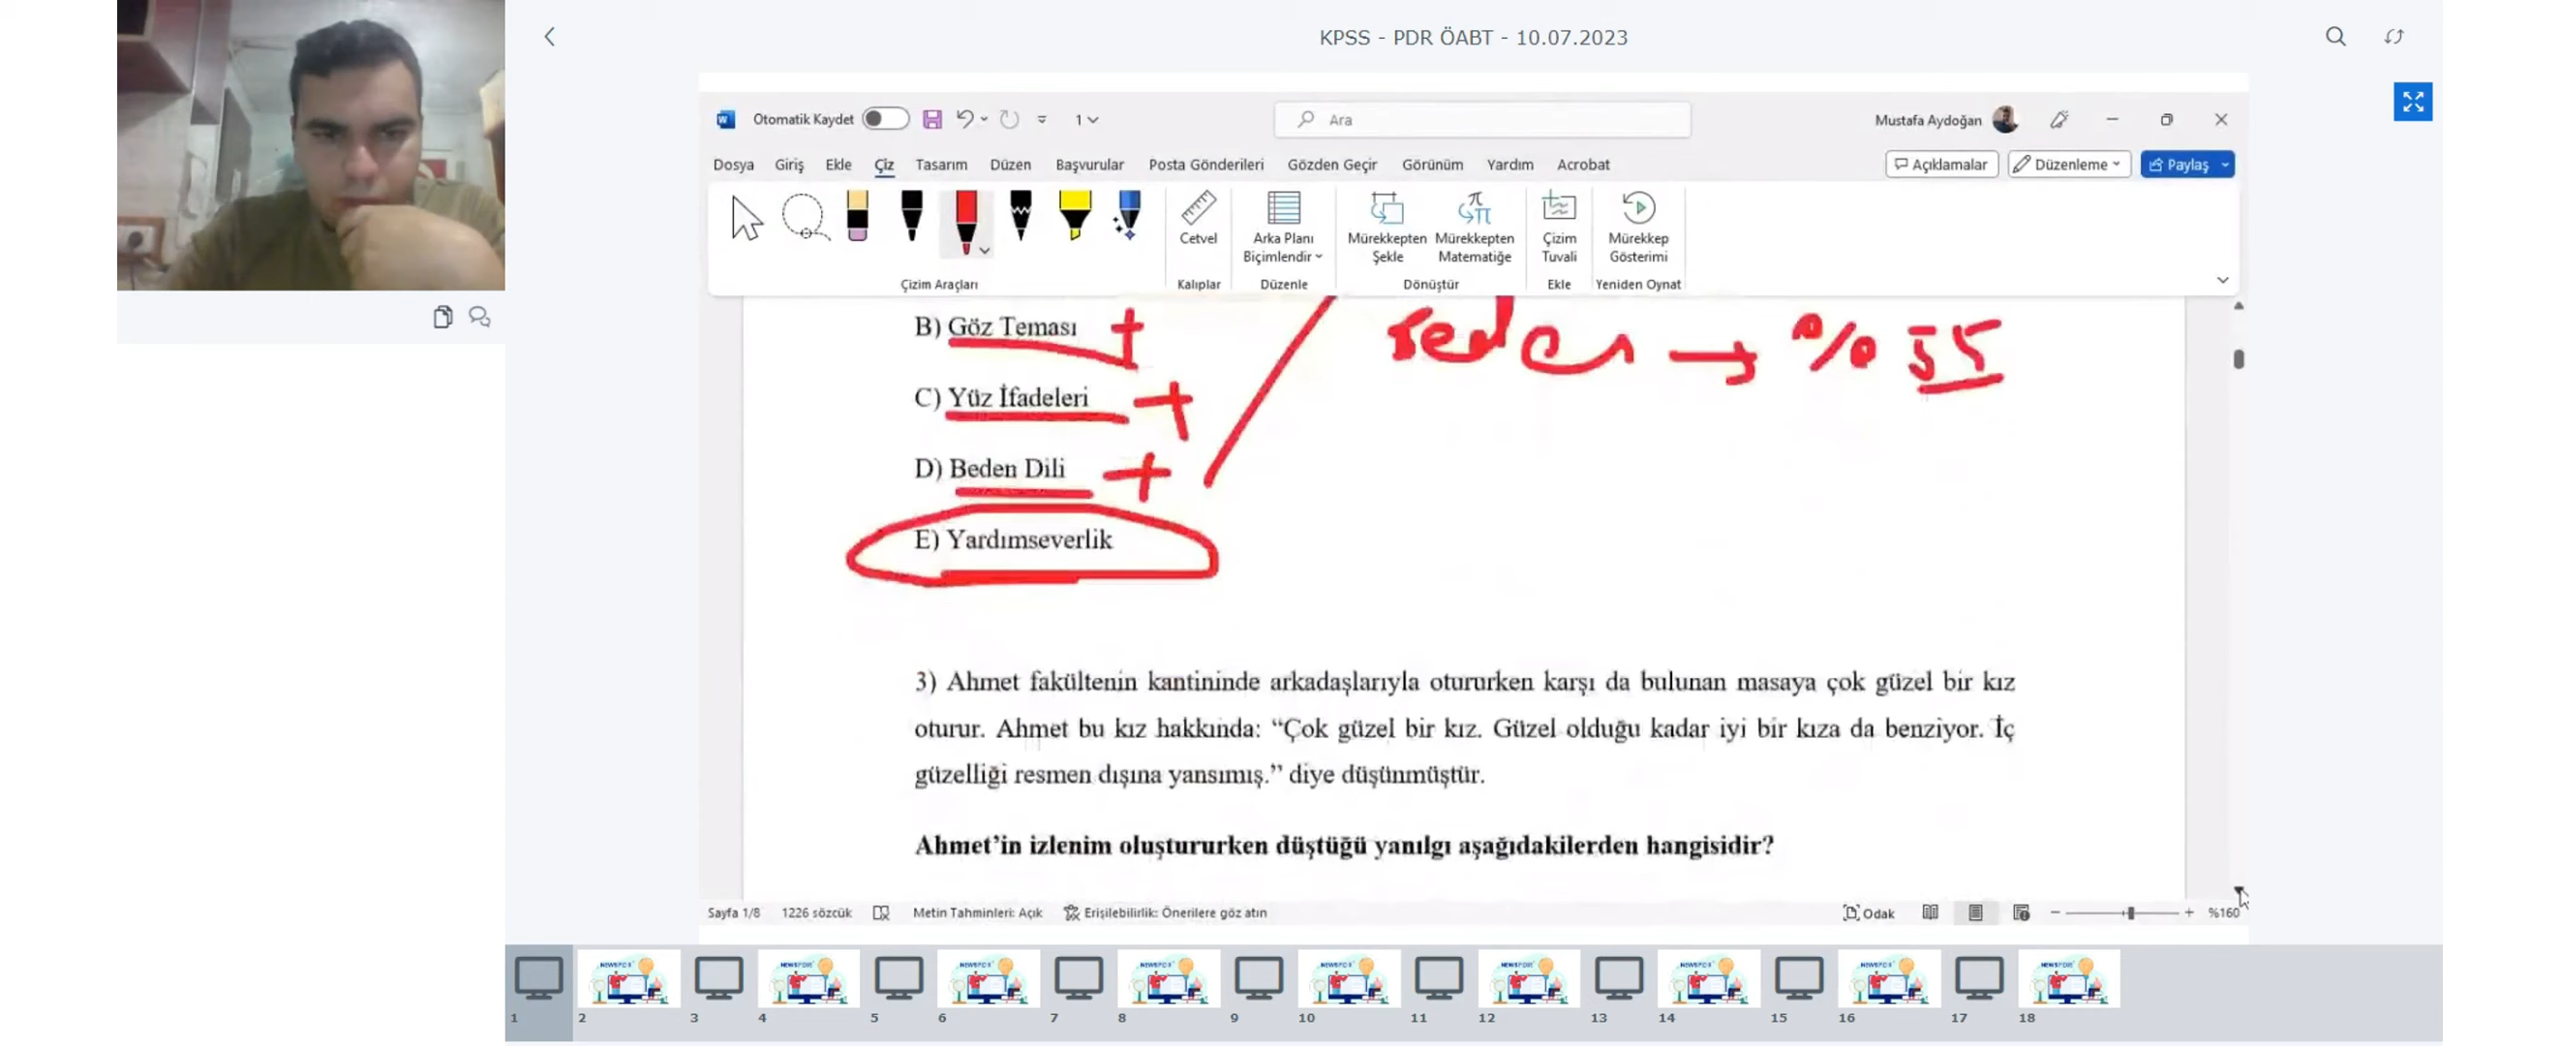 KPSS - PDR ÖABT - 10.07.2023
Otomatik Kaydet
1
Ara
Mustafa Aydoğan
Dosya Giriş Ekle Çiz Tasarım Düzen Başvurular Posta Gönderileri Gözden Geçir Görünüm Yardım Acrobat
Açıklamalar Düzenleme Paylaş
Cetvel Arka Planı Mürekkepten Mürekkepten Çizim Mürekkep
Biçimlendir Şekle Matematiğe Tuvali Gösterimi
Çizim Araçları Kalıplar Düzenle Dönüştür Ekle Yeniden Oynat
B) Göz Teması +
Beden → %55
C) Yüz İfadeleri +
D) Beden Dili +
E) Yardımseverlik
3) Ahmet fakültenin kantininde arkadaşlarıyla otururken karşı da bulunan masaya çok güzel bir kız
oturur. Ahmet bu kız hakkında: “Çok güzel bir kız. Güzel olduğu kadar iyi bir kıza da benziyor. İç
güzelliği resmen dışına yansımış.” diye düşünmüştür.
Ahmet’in izlenim oluştururken düştüğü yanılgı aşağıdakilerden hangisidir?
Sayfa 1/8 1226 sözcük Metin Tahminleri: Açık Erişilebilirlik: Önerilere göz atın Odak %160
1 2 3 4 5 6 7 8 9 10 11 12 13 14 15 16 17 18